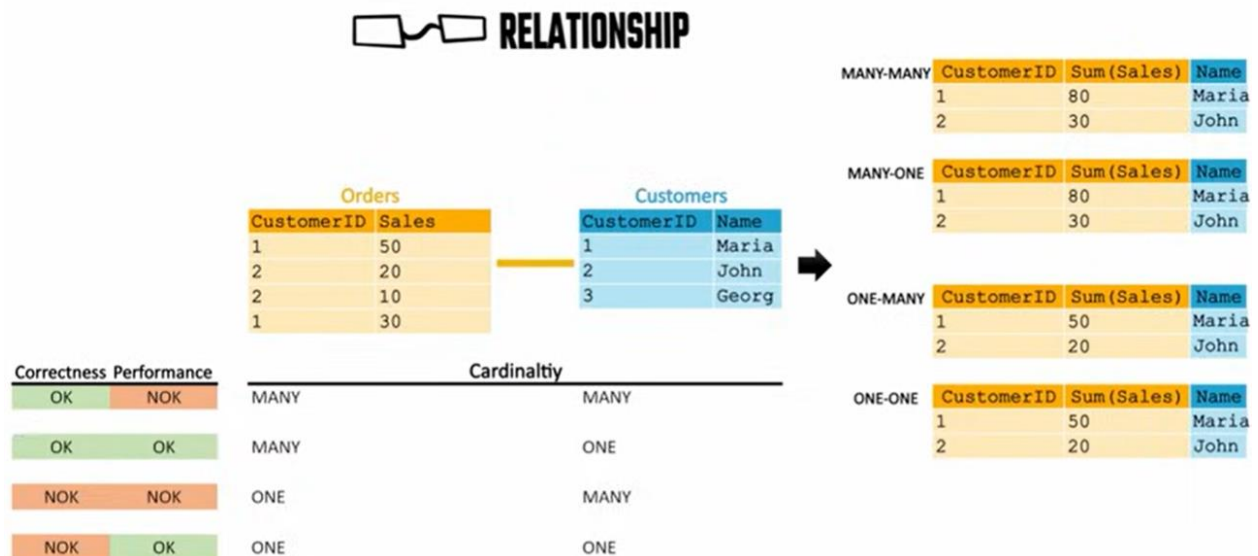 RELATIONSHIP
MANY-MANY CustomerID Sum(Sales) Name
1 80 Maria
2 30 John
MANY-ONE CustomerID Sum(Sales) Name
1 80 Maria
2 30 John
Orders
CustomerID Sales
1 50
2 20
2 10
1 30
Customers
CustomerID Name
1 Maria
2 John
3 Georg
ONE-MANY CustomerID Sum(Sales) Name
1 50 Maria
2 20 John
ONE-ONE CustomerID Sum(Sales) Name
1 50 Maria
2 20 John
Correctness Performance Cardinaltiy
OK NOK MANY MANY
OK OK MANY ONE
NOK NOK ONE MANY
NOK OK ONE ONE